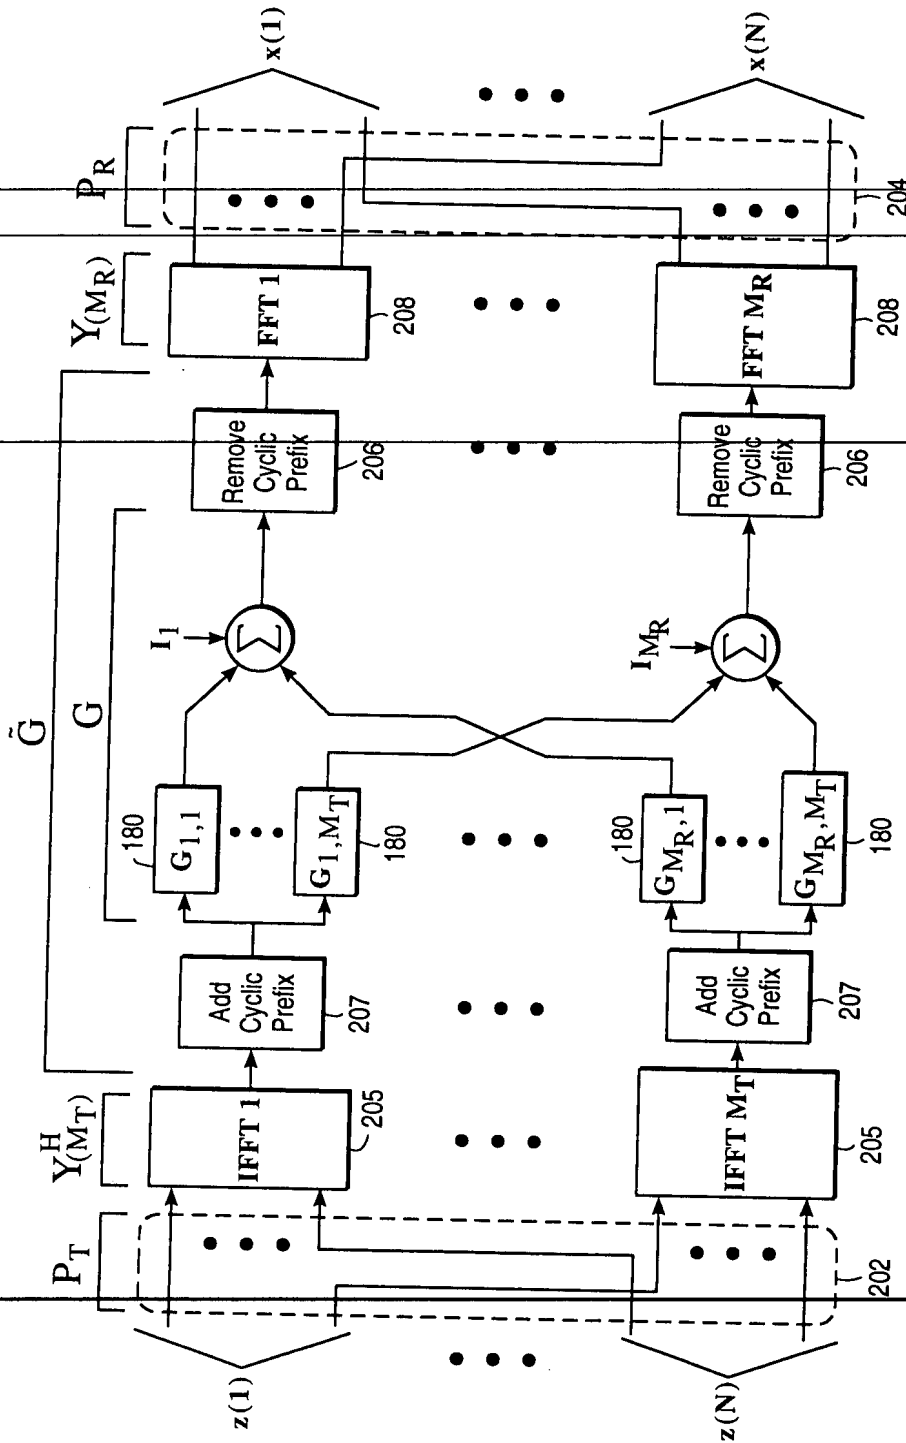 z(1)
z(N)
P_T
202
Y^H_(M_T)
IFFT 1
205
IFFT M_T
205
G̃
G
Add
Cyclic
Prefix
207
Add
Cyclic
Prefix
207
180
G_1,1
G_1,M_T
180
180
G_M_R,1
G_M_R,M_T
180
I_1
Σ
I_M_R
Σ
Remove
Cyclic
Prefix
206
Remove
Cyclic
Prefix
206
Y_(M_R)
FFT 1
208
FFT M_R
208
P_R
204
x(1)
x(N)